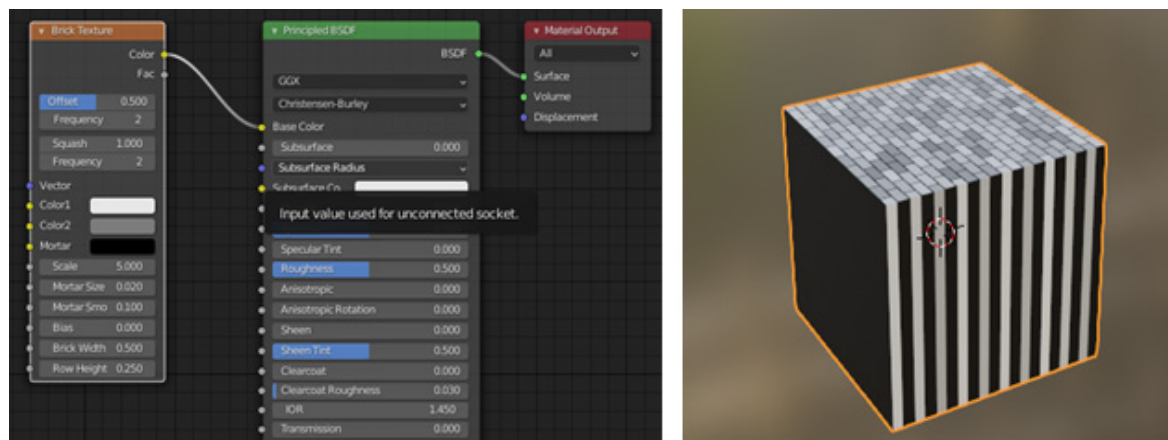 Brick Texture
Color
Fac
Offset 0.500
Frequency 2
Squash 1.000
Frequency 2
Vector
Color1
Color2
Mortar
Scale 5.000
Mortar Size 0.020
Mortar Smo 0.100
Bias 0.000
Brick Width 0.500
Row Height 0.250
Principled BSDF
BSDF
GGX
Christensen-Burley
Base Color
Subsurface 0.000
Subsurface Radius
Subsurface Co
Input value used for unconnected socket.
Specular Tint 0.000
Roughness 0.500
Anisotropic 0.000
Anisotropic Rotation 0.000
Sheen 0.000
Sheen Tint 0.500
Clearcoat 0.000
Clearcoat Roughness 0.030
IOR 1.450
Transmission 0.000
Material Output
All
Surface
Volume
Displacement